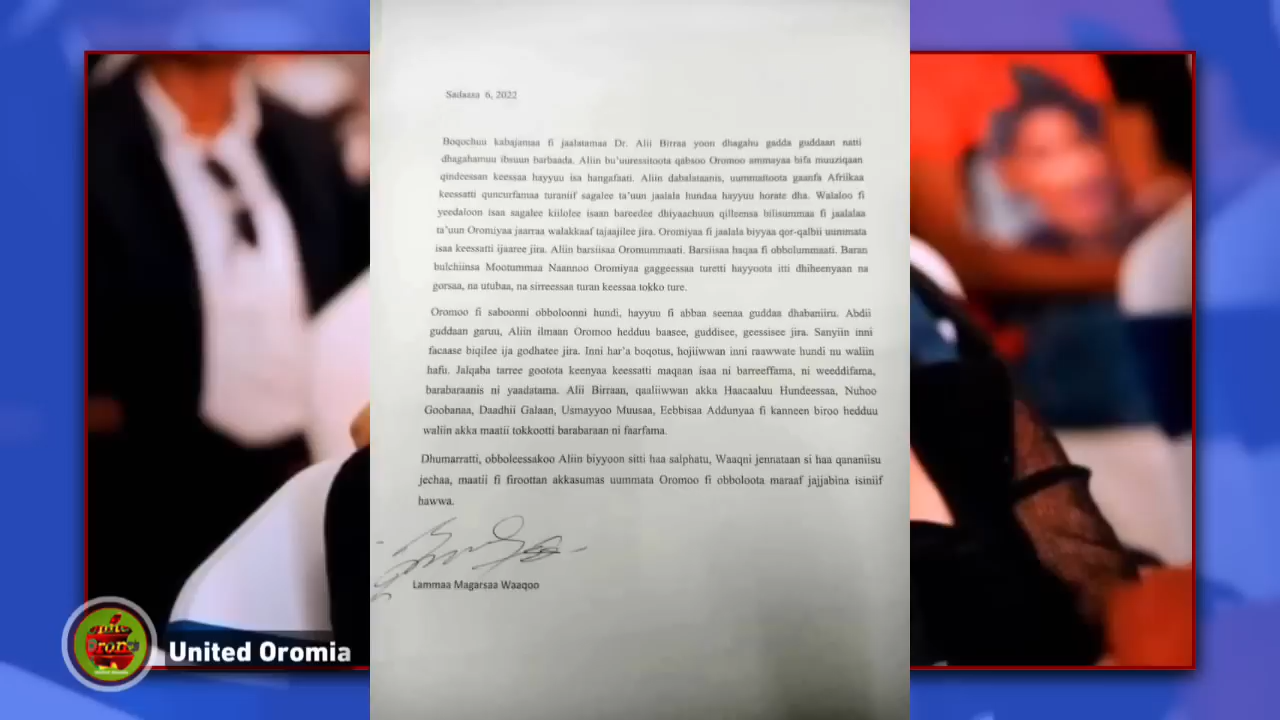 Sadaasa 6, 2022
Boqochuu kabajamaa fi jaalatamaa Dr. Alii Birraa yoon dhagahu gadda guddaan natti
dhagahamuu ibsuun barbaada. Aliin bu'uuressitoota qabsoo Oromoo ammayaa bifa muuziqaan
qindeessan keessaa hayyuu isa hangafaati. Aliin dabalataanis, uummattoota gaanfa Afriikaa
keessatti quncurfamaa turaniif sagalee ta'uun jaalala hundaa hayyuu horate dha. Walaloo fi
yeedaloon isaa sagalee kiilolee isaan bareedee dhiyaachuun qilleensa bilisummaa fi jaalalaa
ta'uun Oromiyaa jaarraa walakkaaf tajaajilee jira. Oromiyaa fi jaalala biyyaa qor-qalbii uummata
isaa keessatti ijaaree jira. Aliin barsiisaa Oromummaati. Barsiisaa haqaa fi obbolummaati. Baran
bulchiinsa Mootummaa Naannoo Oromiyaa gaggeessaa turetti hayyoota itti dhiheenyaan na
gorsaa, na utubaa, na sirreessaa turan keessaa tokko ture.
Oromoo fi saboonni obboloonni hundi, hayyuu fi abbaa seenaa guddaa dhabaniiru. Abdii
guddaan garuu, Aliin ilmaan Oromoo hedduu baasee, guddisee, geessisee jira. Sanyiin inni
facaase biqilee ija godhatee jira. Inni har'a boqotus, hojiiwwan inni raawwate hundi nu waliin
hafu. Jalqaba tarree gootota keenyaa keessatti maqaan isaa ni barreeffama, ni weeddifama,
barabaraanis ni yaadatama. Alii Birraan, qaaliiwwan akka Haacaaluu Hundeessaa, Nuhoo
Goobanaa, Daadhii Galaan, Usmayyoo Muusaa, Eebbisaa Addunyaa fi kanneen biroo hedduu
waliin akka maatii tokkootti barabaraan ni faarfama.
Dhumarratti, obboleessakoo Aliin biyyoon sitti haa salphatu, Waaqni jennataan si haa qananiisu
jechaa, maatii fi firoottan akkasumas uummata Oromoo fi obboloota maraaf jajjabina isiniif
hawwa.
Lammaa Magarsaa Waaqoo
United Oromia